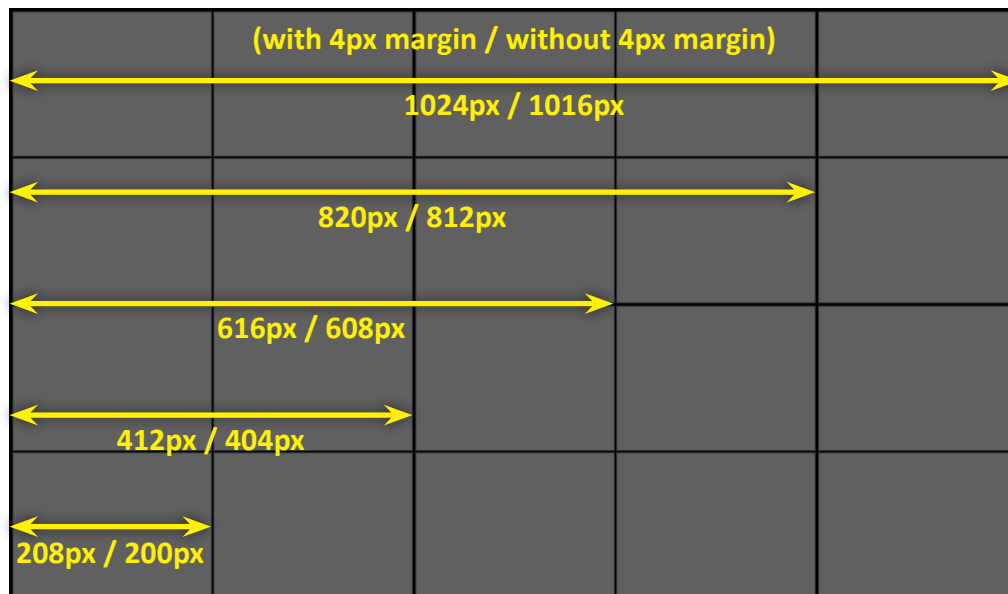 (with 4px margin / without 4px margin)
1024px / 1016px
820px / 812px
616px / 608px
412px / 404px
208px / 200px